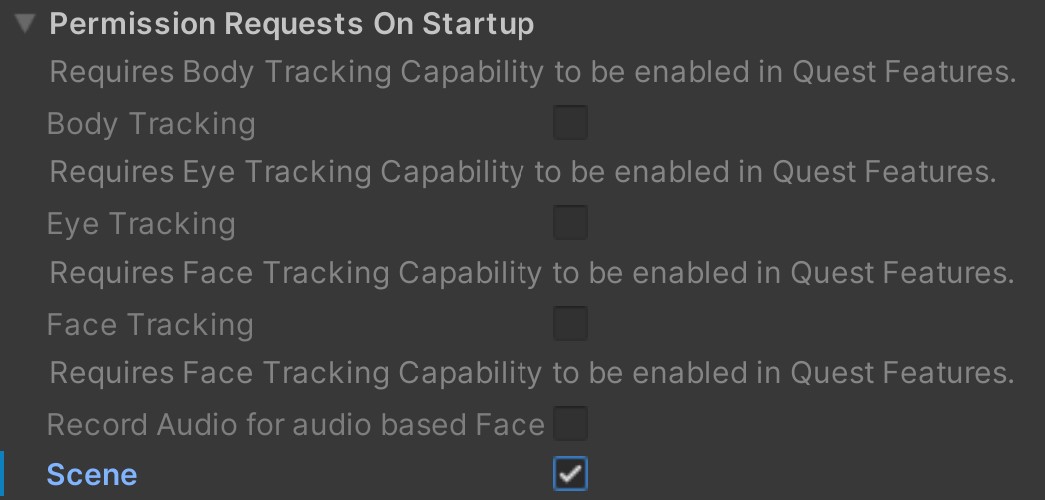 Permission Requests On Startup
Requires Body Tracking Capability to be enabled in Quest Features.
Body Tracking
Requires Eye Tracking Capability to be enabled in Quest Features.
Eye Tracking
Requires Face Tracking Capability to be enabled in Quest Features.
Face Tracking
Requires Face Tracking Capability to be enabled in Quest Features.
Record Audio for audio based Face
Scene